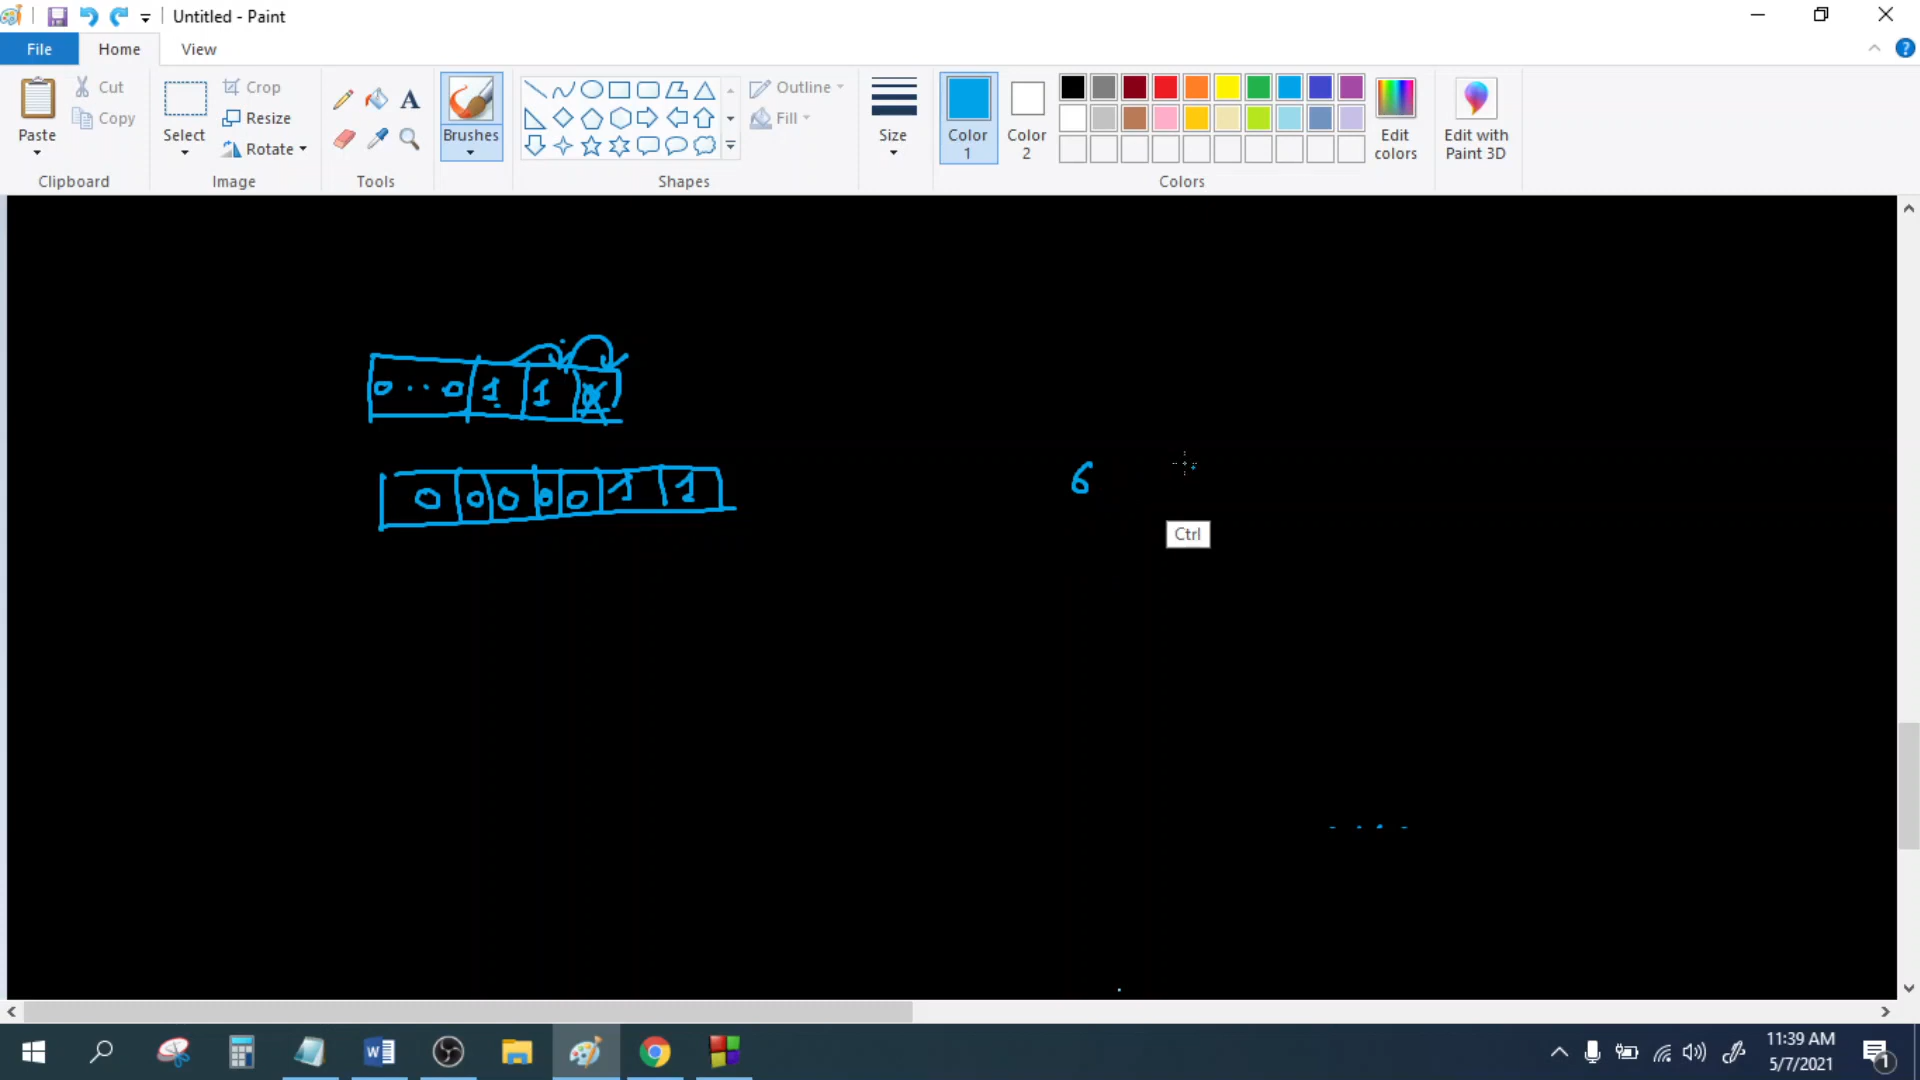 Untitled - Paint
File Home View
Paste Cut Copy Clipboard
Select Crop Resize Rotate Image
Tools
Brushes
Shapes
Outline Fill
Size
Color 1
Color 2
Colors
Edit colors
Edit with Paint 3D
0 . . 0 1 1
0 0 0 0 0 1 1
6
Ctrl
11:39 AM
5/7/2021
1